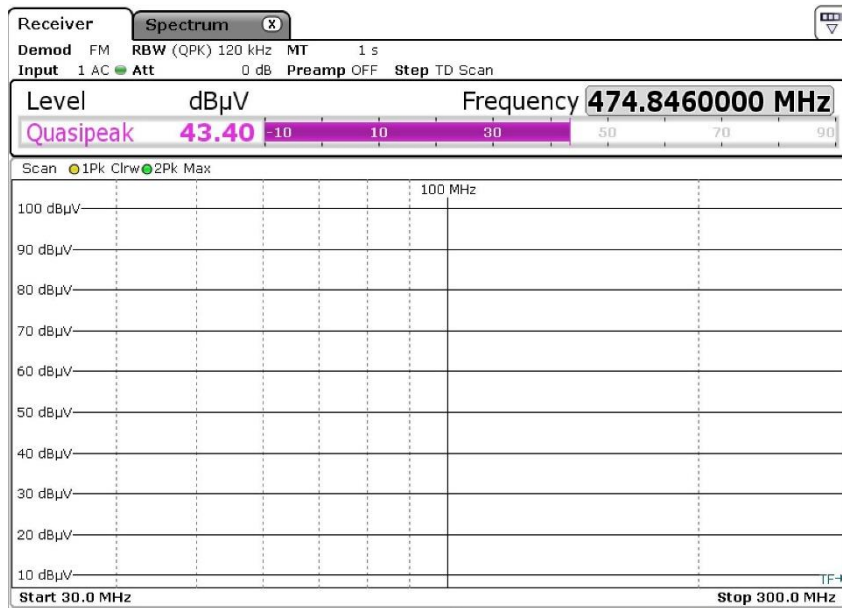 Receiver Spectrum X
Demod FM RBW (QPK) 120 kHz MT 1 s
Input 1 AC Att 0 dB Preamp OFF Step TD Scan
Level dBµV Frequency 474.8460000 MHz
Quasipeak 43.40 -10 10 30 50 70 90
Scan 1Pk Clrw 2Pk Max
100 MHz
100 dBµV
90 dBµV
80 dBµV
70 dBµV
60 dBµV
50 dBµV
40 dBµV
30 dBµV
20 dBµV
10 dBµV
TF
Start 30.0 MHz Stop 300.0 MHz